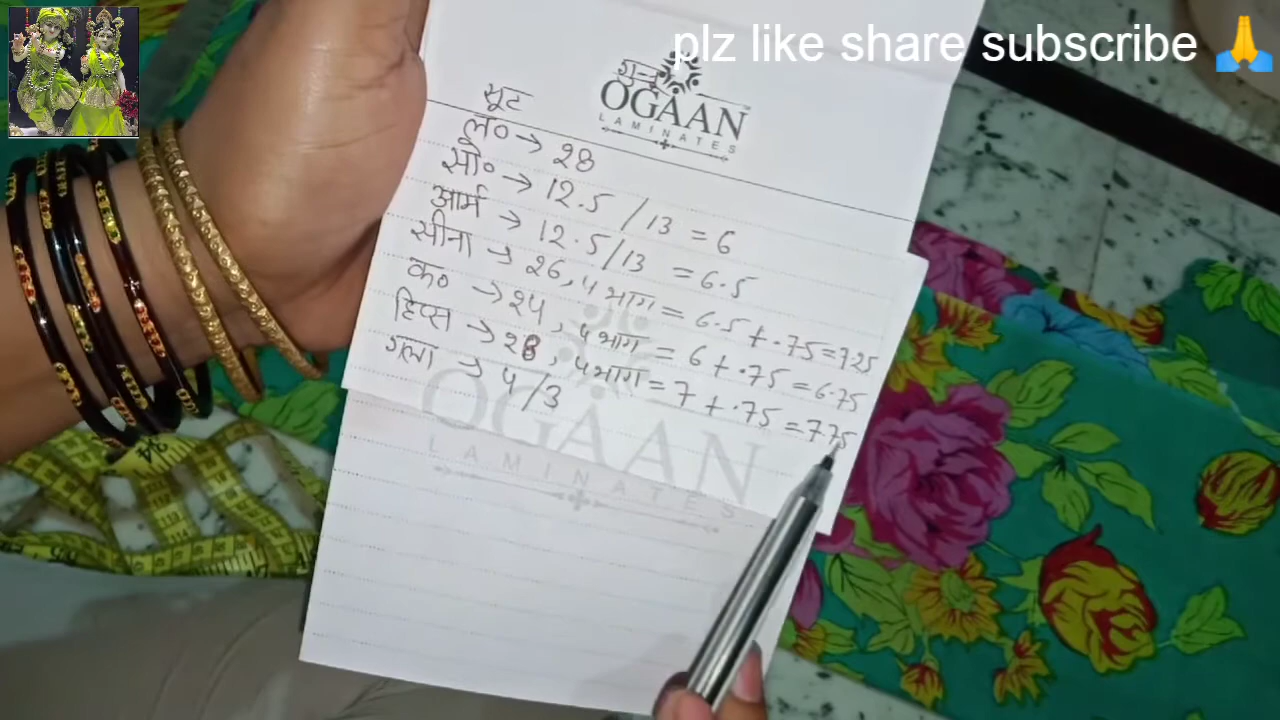 plz like share subscribe 🙏
गुन्नू
OGAAN
LAMINATES
सूट
ल० → 28
सो० → 12.5 / 13 = 6
आर्म → 12.5/13 = 6.5
सीना → 26, 4 भाग = 6.5 + .75 = 7.25
क० → 24, 4 भाग = 6 + .75 = 6.75
हिप्स → 28, 4 भाग = 7 + .75 = 7.75
गला → 4/3
OGAAN
LAMINATES